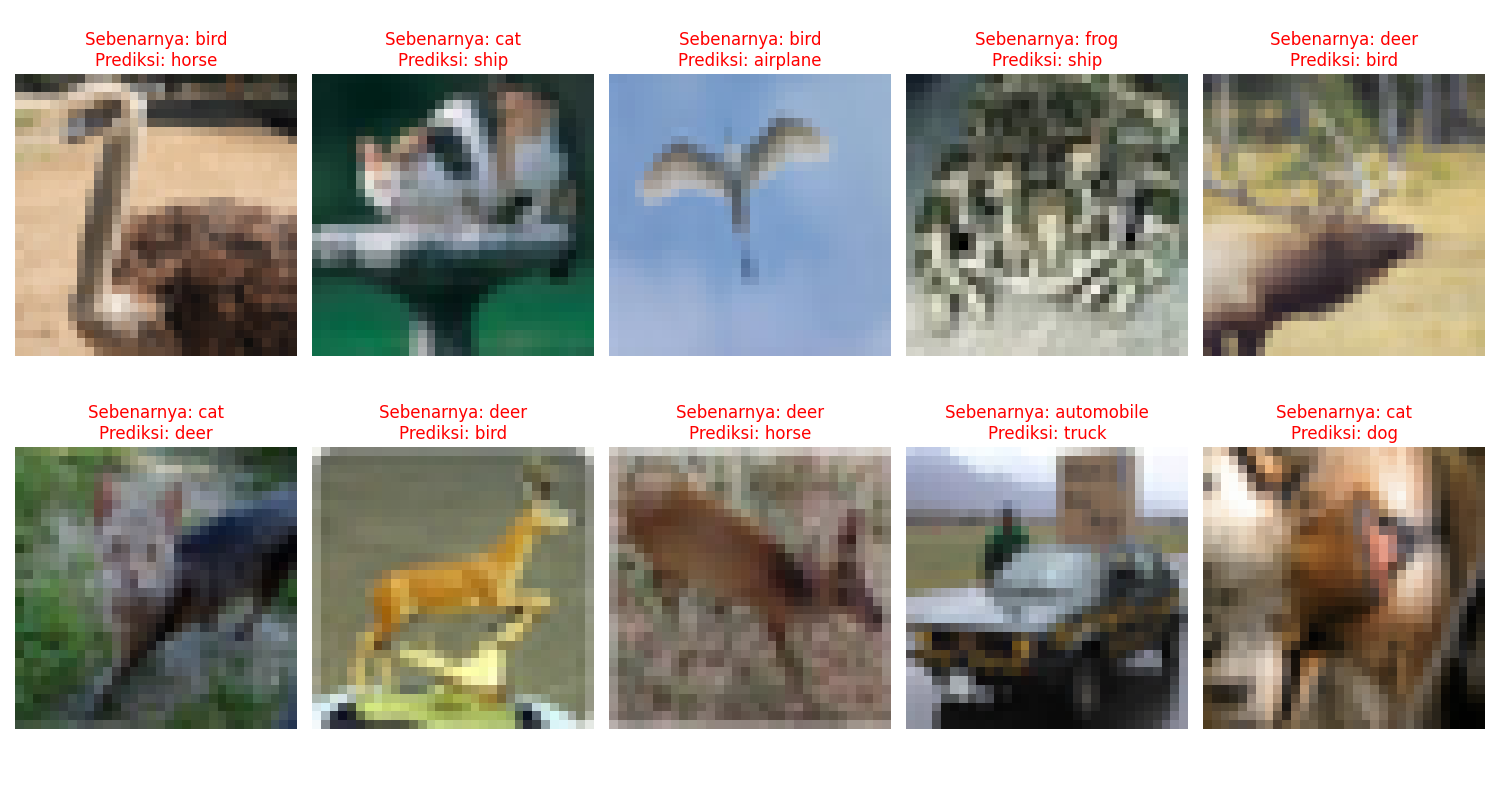 Sebenarnya: bird
Prediksi: horse
Sebenarnya: cat
Prediksi: ship
Sebenarnya: bird
Prediksi: airplane
Sebenarnya: frog
Prediksi: ship
Sebenarnya: deer
Prediksi: bird
Sebenarnya: cat
Prediksi: deer
Sebenarnya: deer
Prediksi: bird
Sebenarnya: deer
Prediksi: horse
Sebenarnya: automobile
Prediksi: truck
Sebenarnya: cat
Prediksi: dog